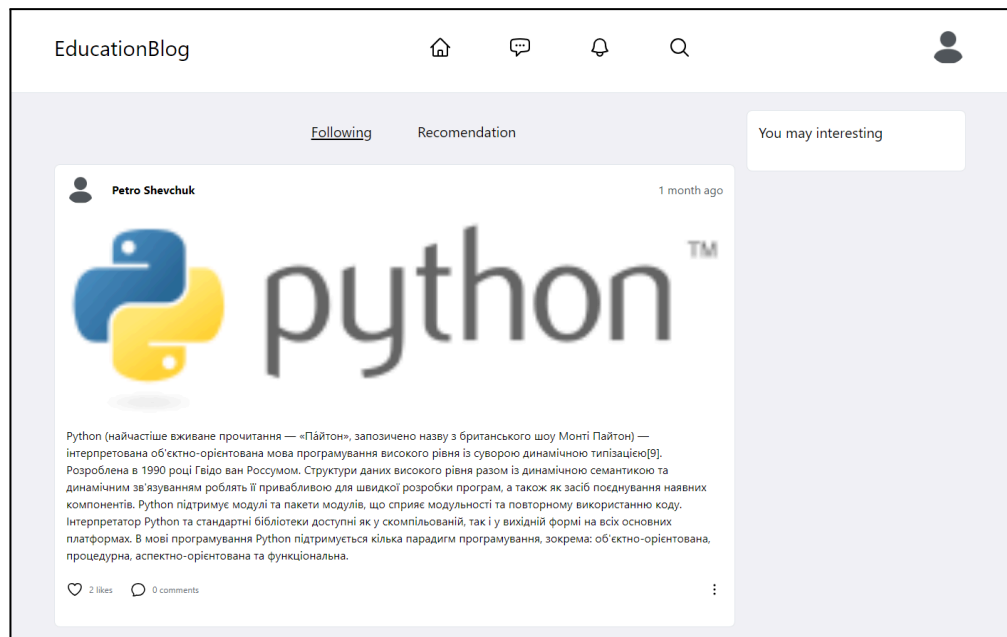 EducationBlog
Following Recomendation
You may interesting
Petro Shevchuk 1 month ago
python TM
Python (найчастіше вживане прочитання — «Па́йтон», запозичено назву з британського шоу Монті Пайтон) —
інтерпретована об'єктно-орієнтована мова програмування високого рівня із суворою динамічною типізацією[9].
Розроблена в 1990 році Гвідо ван Россумом. Структури даних високого рівня разом із динамічною семантикою та
динамічним зв'язуванням роблять її привабливою для швидкої розробки програм, а також як засіб поєднування наявних
компонентів. Python підтримує модулі та пакети модулів, що сприяє модульності та повторному використанню коду.
Інтерпретатор Python та стандартні бібліотеки доступні як у скомпільованій, так і у вихідній формі на всіх основних
платформах. В мові програмування Python підтримується кілька парадигм програмування, зокрема: об'єктно-орієнтована,
процедурна, аспектно-орієнтована та функціональна.
2 likes 0 comments